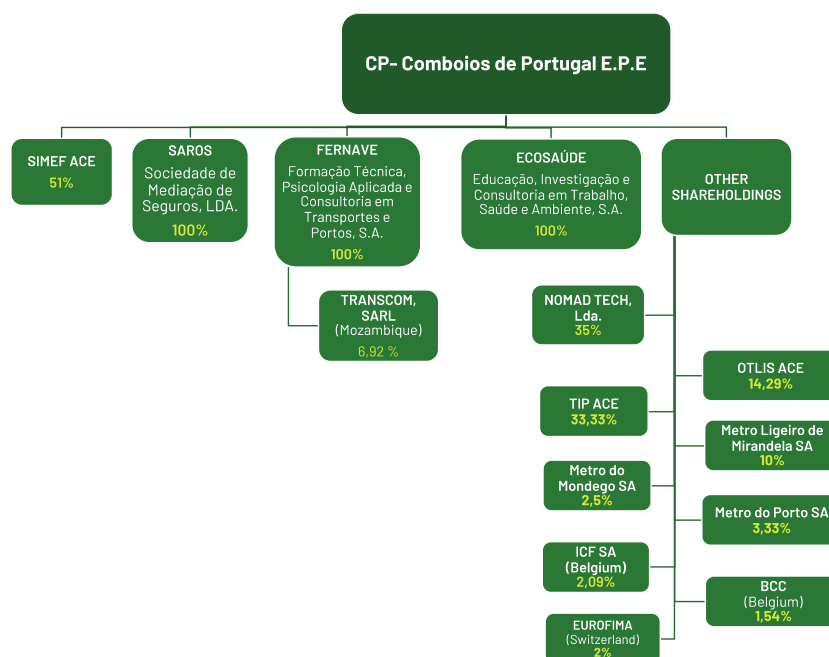 CP- Comboios de Portugal E.P.E
SIMEF ACE
51%
SAROS
Sociedade de
Mediação de
Seguros, LDA.
100%
FERNAVE
Formação Técnica,
Psicologia Aplicada e
Consultoria em
Transportes e
Portos, S.A.
100%
ECOSAÚDE
Educação, Investigação e
Consultoria em Trabalho,
Saúde e Ambiente, S.A.
100%
OTHER
SHAREHOLDINGS
TRANSCOM,
SARL
(Mozambique)
6,92 %
NOMAD TECH,
Lda.
35%
OTLIS ACE
14,29%
TIP ACE
33,33%
Metro Ligeiro de
Mirandela SA
10%
Metro do
Mondego SA
2,5%
Metro do Porto SA
3,33%
ICF SA
(Belgium)
2,09%
BCC
(Belgium)
1,54%
EUROFIMA
(Switzerland)
2%